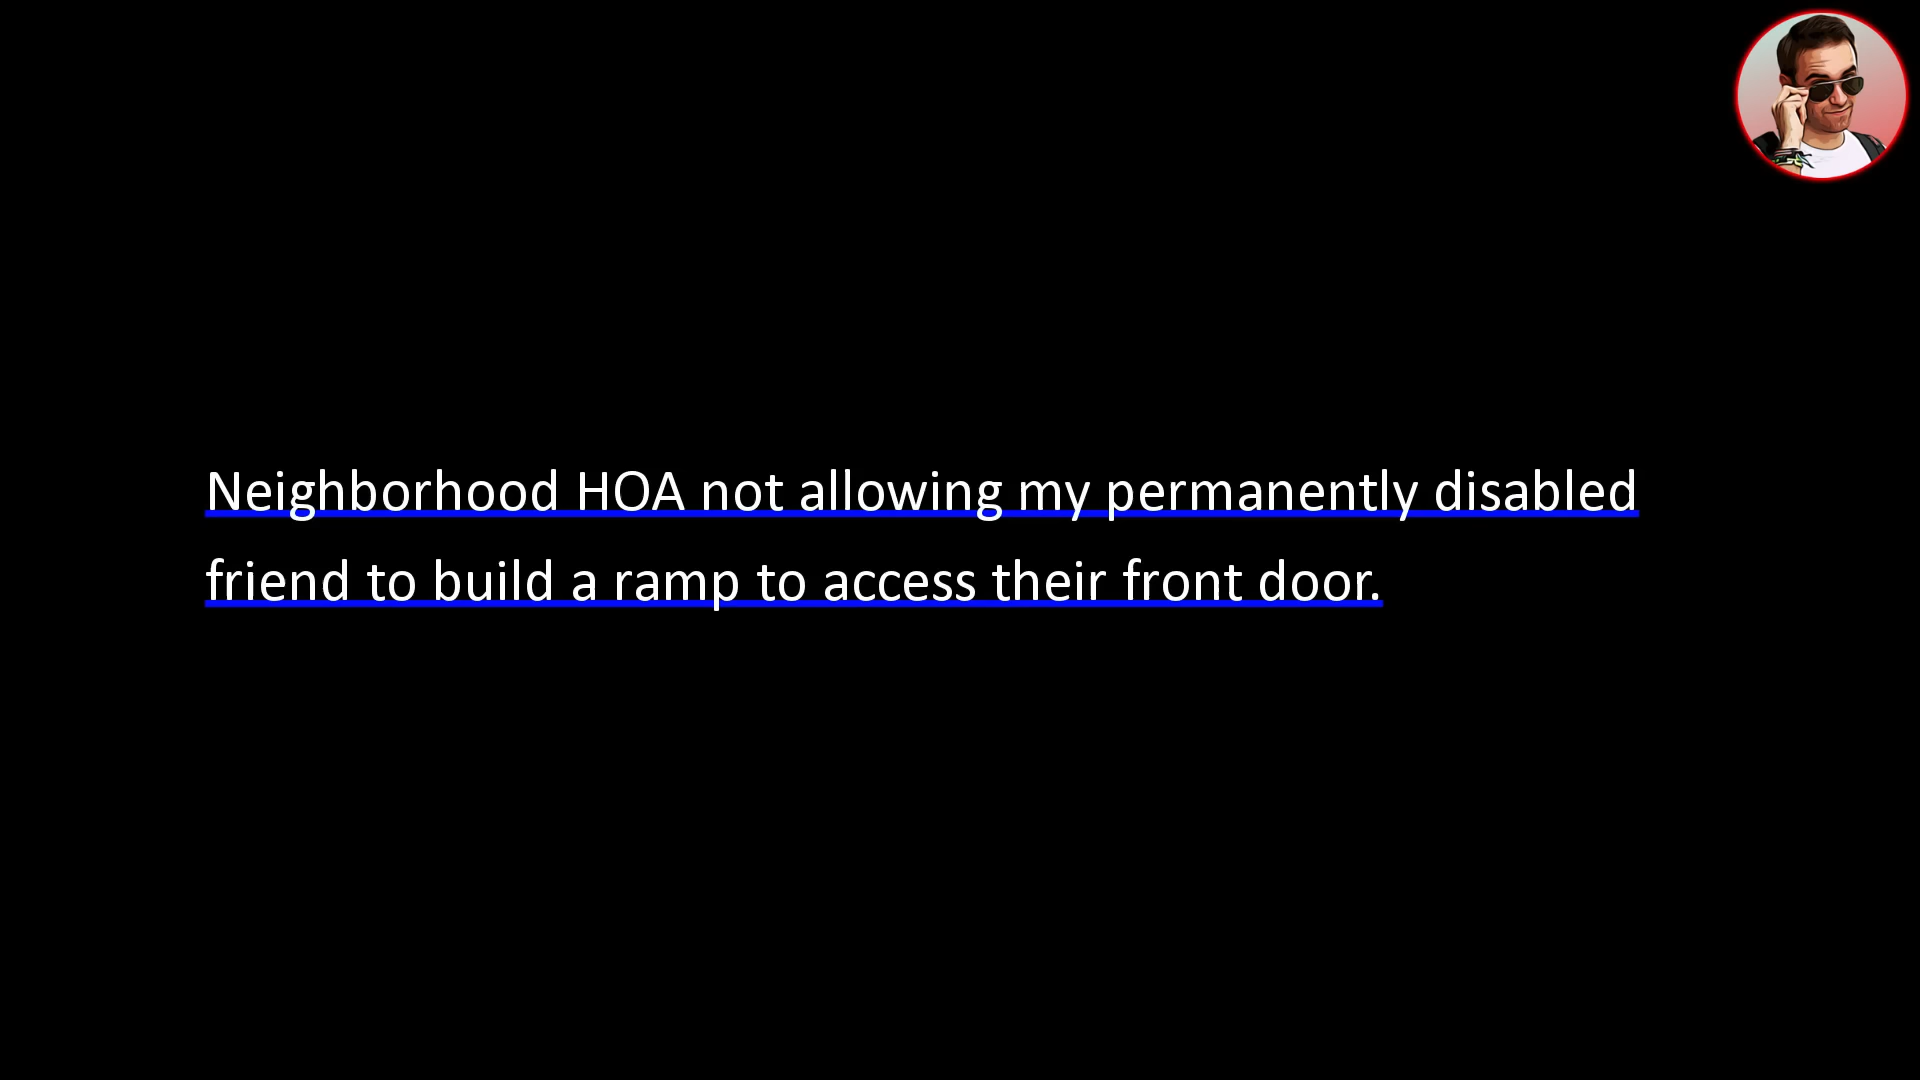 Neighborhood HOA not allowing my permanently disabled
friend to build a ramp to access their front door.